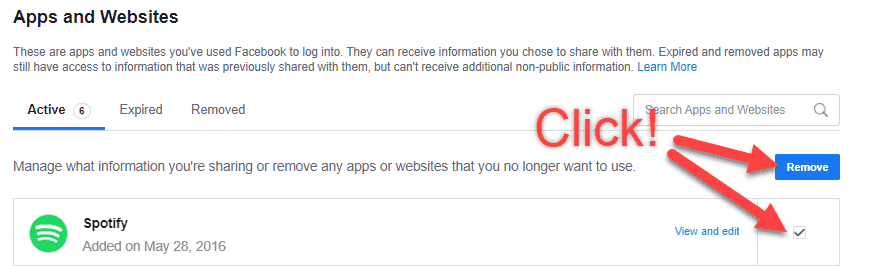 Apps and Websites
These are apps and websites you've used Facebook to log into. They can receive information you chose to share with them. Expired and removed apps may
still have access to information that was previously shared with them, but can't receive additional non-public information. Learn More
Active 6 Expired Removed
Search Apps and Websites
Click!
Manage what information you're sharing or remove any apps or websites that you no longer want to use.
Remove
Spotify
Added on May 28, 2016
View and edit